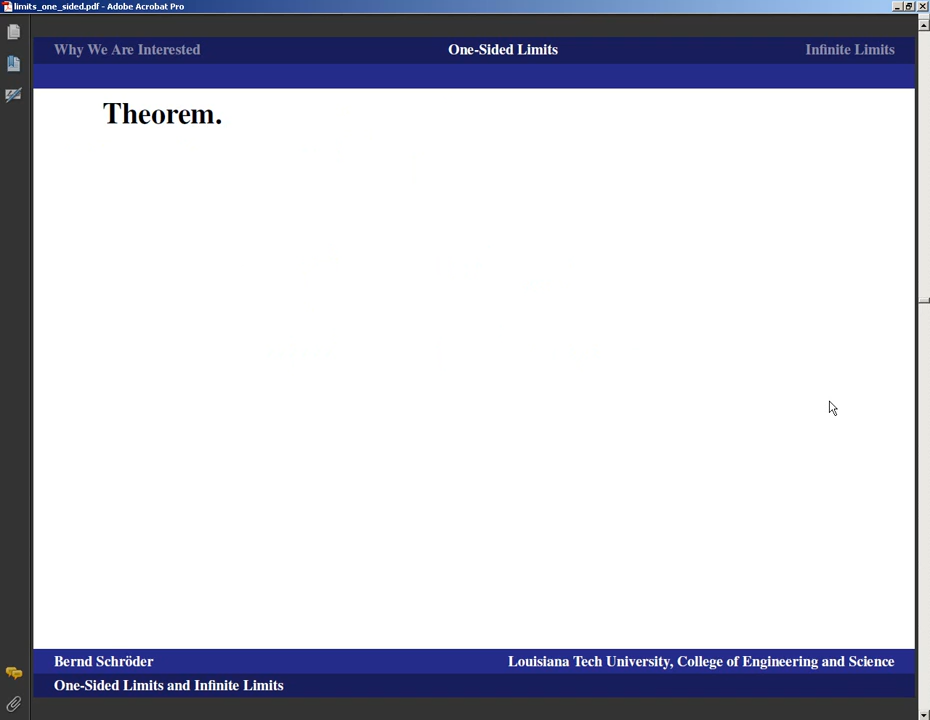 limits_one_sided.pdf - Adobe Acrobat Pro
Why We Are Interested
One-Sided Limits
Infinite Limits
Theorem.
Bernd Schröder
Louisiana Tech University, College of Engineering and Science
One-Sided Limits and Infinite Limits